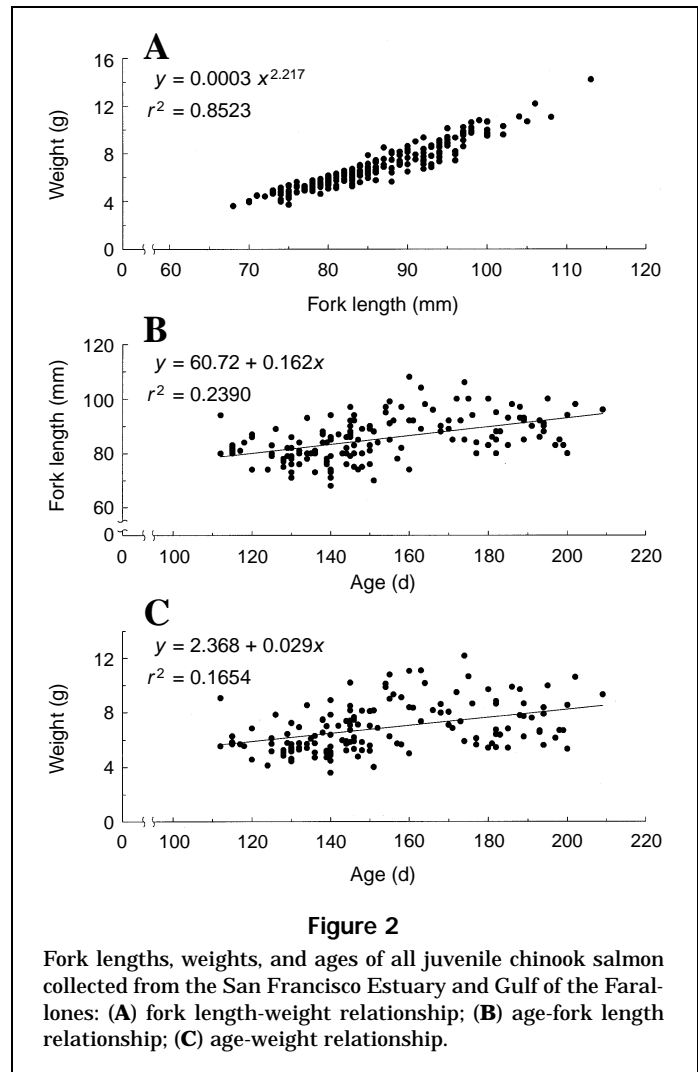 A
y = 0.0003 x^2.217
r² = 0.8523
16
12
8
4
0
Weight (g)
0 60 70 80 90 100 110 120
Fork length (mm)
B
y = 60.72 + 0.162x
r² = 0.2390
120
100
80
60
0
Fork length (mm)
0 100 120 140 160 180 200 220
Age (d)
C
y = 2.368 + 0.029x
r² = 0.1654
12
8
4
0
Weight (g)
0 100 120 140 160 180 200 220
Age (d)
Figure 2
Fork lengths, weights, and ages of all juvenile chinook salmon
collected from the San Francisco Estuary and Gulf of the Faral-
lones: (A) fork length-weight relationship; (B) age-fork length
relationship; (C) age-weight relationship.